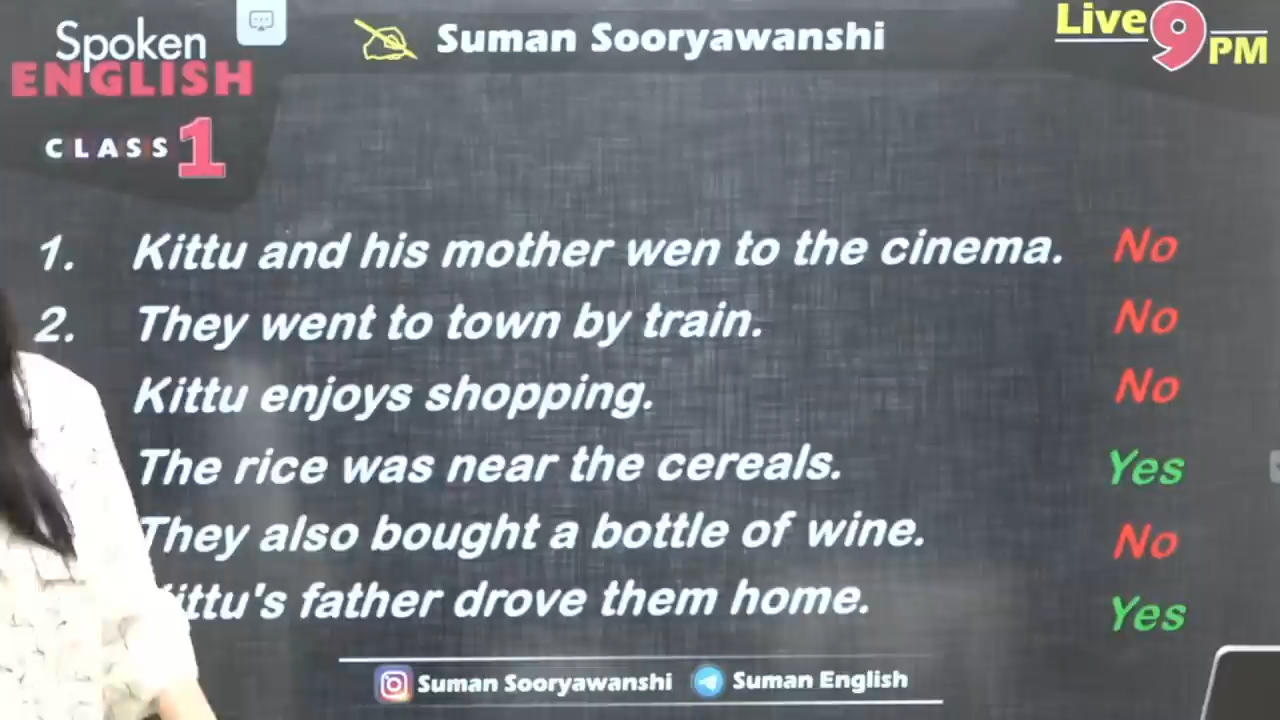 Spoken
ENGLISH
CLASS 1
Suman Sooryawanshi
Live 9 PM
1. Kittu and his mother wen to the cinema. No
2. They went to town by train. No
Kittu enjoys shopping. No
The rice was near the cereals. Yes
They also bought a bottle of wine. No
ittu's father drove them home. Yes
Suman Sooryawanshi Suman English